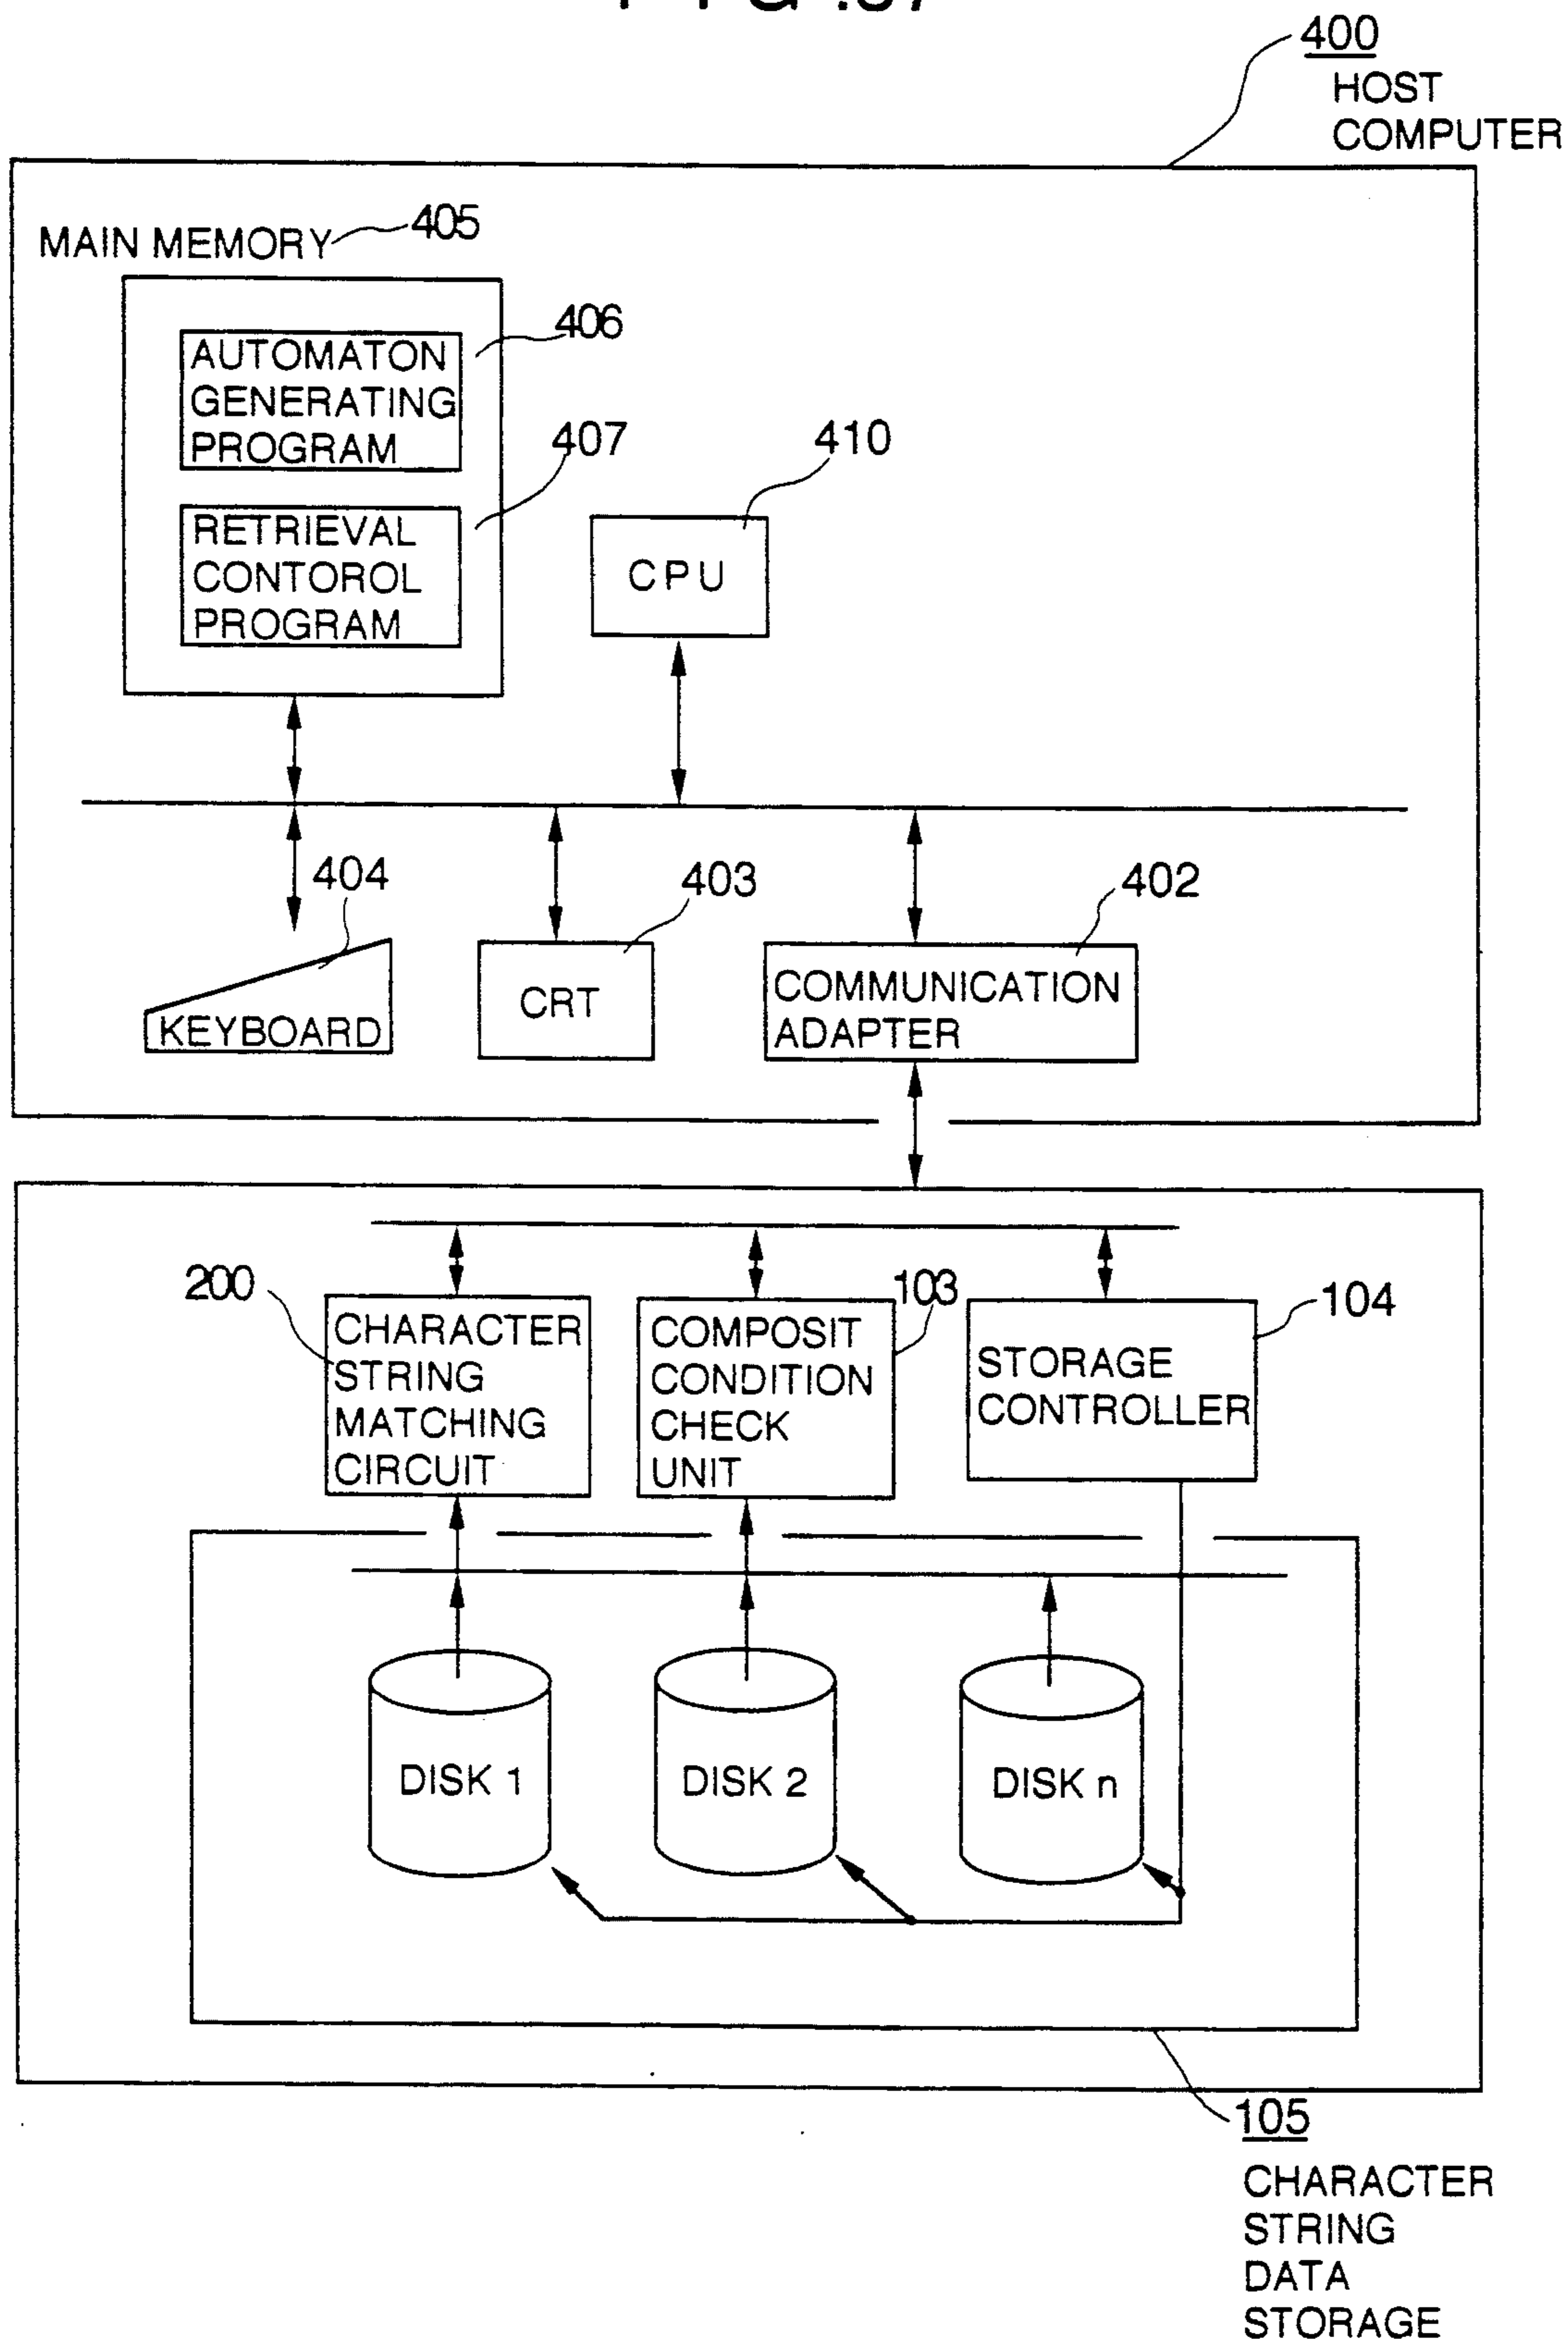 400
HOST
COMPUTER
MAIN MEMORY 405
406
AUTOMATON
GENERATING
PROGRAM
407
RETRIEVAL
CONTOROL
PROGRAM
410
CPU
404
KEYBOARD
403
CRT
402
COMMUNICATION
ADAPTER
200
CHARACTER
STRING
MATCHING
CIRCUIT
103
COMPOSIT
CONDITION
CHECK
UNIT
104
STORAGE
CONTROLLER
DISK 1
DISK 2
DISK n
105
CHARACTER
STRING
DATA
STORAGE